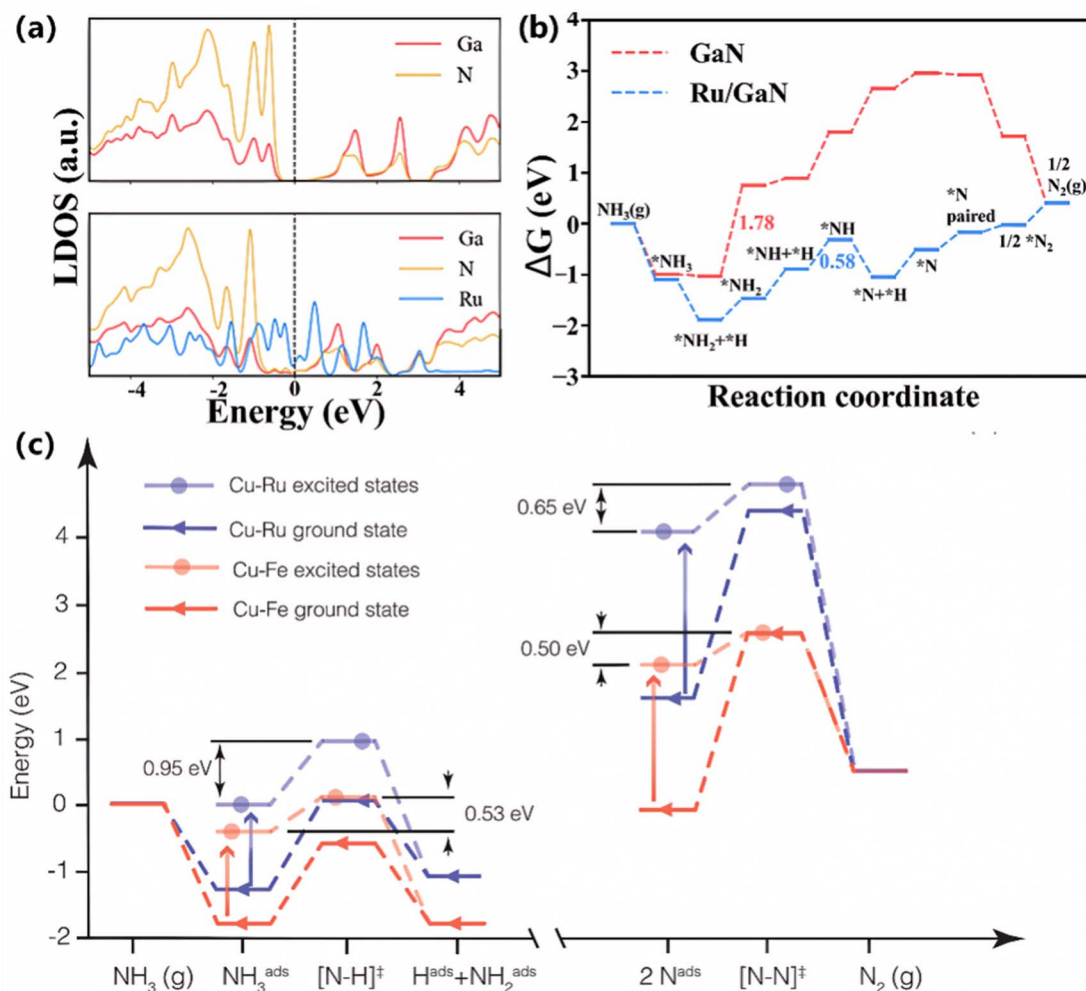 (a)
Ga
N
Ga
N
Ru
LDOS (a.u.)
-4
-2
0
2
4
Energy (eV)
(b)
GaN
Ru/GaN
4
3
2
1
0
−1
−2
−3
ΔG (eV)
NH₃(g)
*NH₃
*NH₂+*H
1.78
*NH₂
*NH+*H
*NH
0.58
*N+*H
*N
*N
paired
1/2 *N₂
1/2
N₂(g)
Reaction coordinate
(c)
Cu-Ru excited states
Cu-Ru ground state
Cu-Fe excited states
Cu-Fe ground state
4
3
2
1
0
-1
-2
Energy (eV)
0.95 eV
0.53 eV
0.65 eV
0.50 eV
NH₃ (g)
NH₃ᵃᵈˢ
[N-H]‡
Hᵃᵈˢ+NH₂ᵃᵈˢ
2 Nᵃᵈˢ
[N-N]‡
N₂ (g)